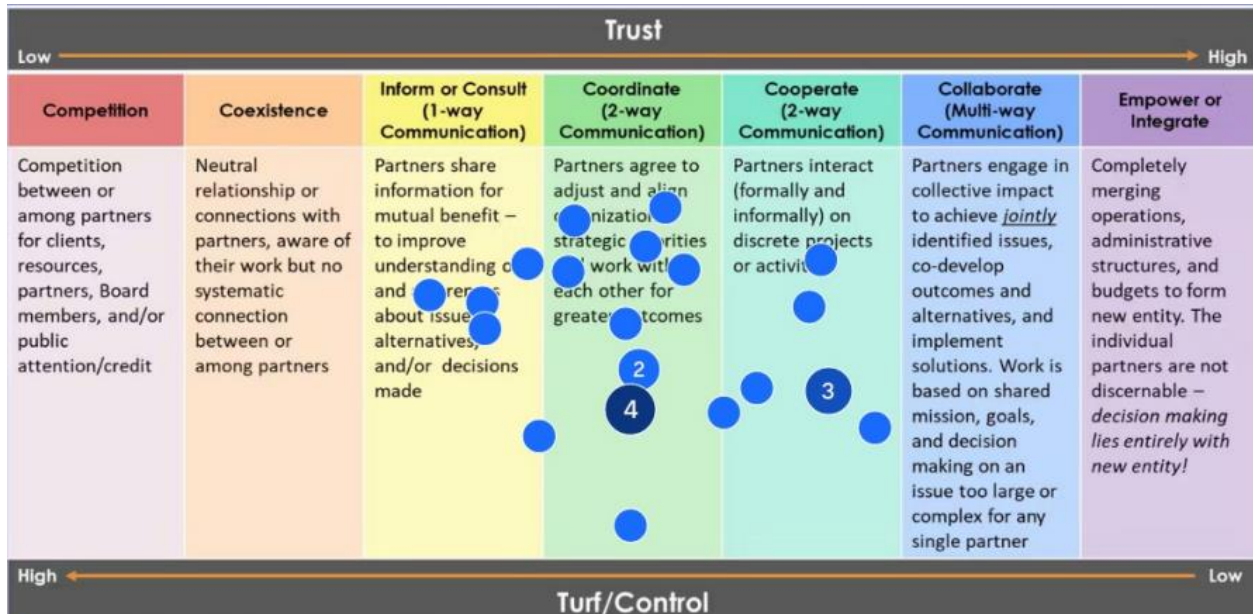 Trust
Low
High
Competition
Coexistence
Inform or Consult
(1-way
Communication)
Coordinate
(2-way
Communication)
Cooperate
(2-way
Communication)
Collaborate
(Multi-way
Communication)
Empower or
Integrate
Competition
between or
among partners
for clients,
resources,
partners, Board
members, and/or
public
attention/credit
Neutral
relationship or
connections with
partners, aware of
their work but no
systematic
connection
between or
among partners
Partners share
information for
mutual benefit –
to improve
understanding
and
about
alternatives,
and/or decisions
made
Partners agree to
adjust and align
strategic
work with
each other for
greater
2
4
Partners interact
(formally and
informally) on
discrete projects
or
3
Partners engage in
collective impact
to achieve jointly
identified issues,
co-develop
outcomes and
alternatives, and
implement
solutions. Work is
based on shared
mission, goals,
and decision
making on an
issue too large or
complex for any
single partner
Completely
merging
operations,
administrative
structures, and
budgets to form
new entity. The
individual
partners are not
discernable –
decision making
lies entirely with
new entity!
High
Low
Turf/Control